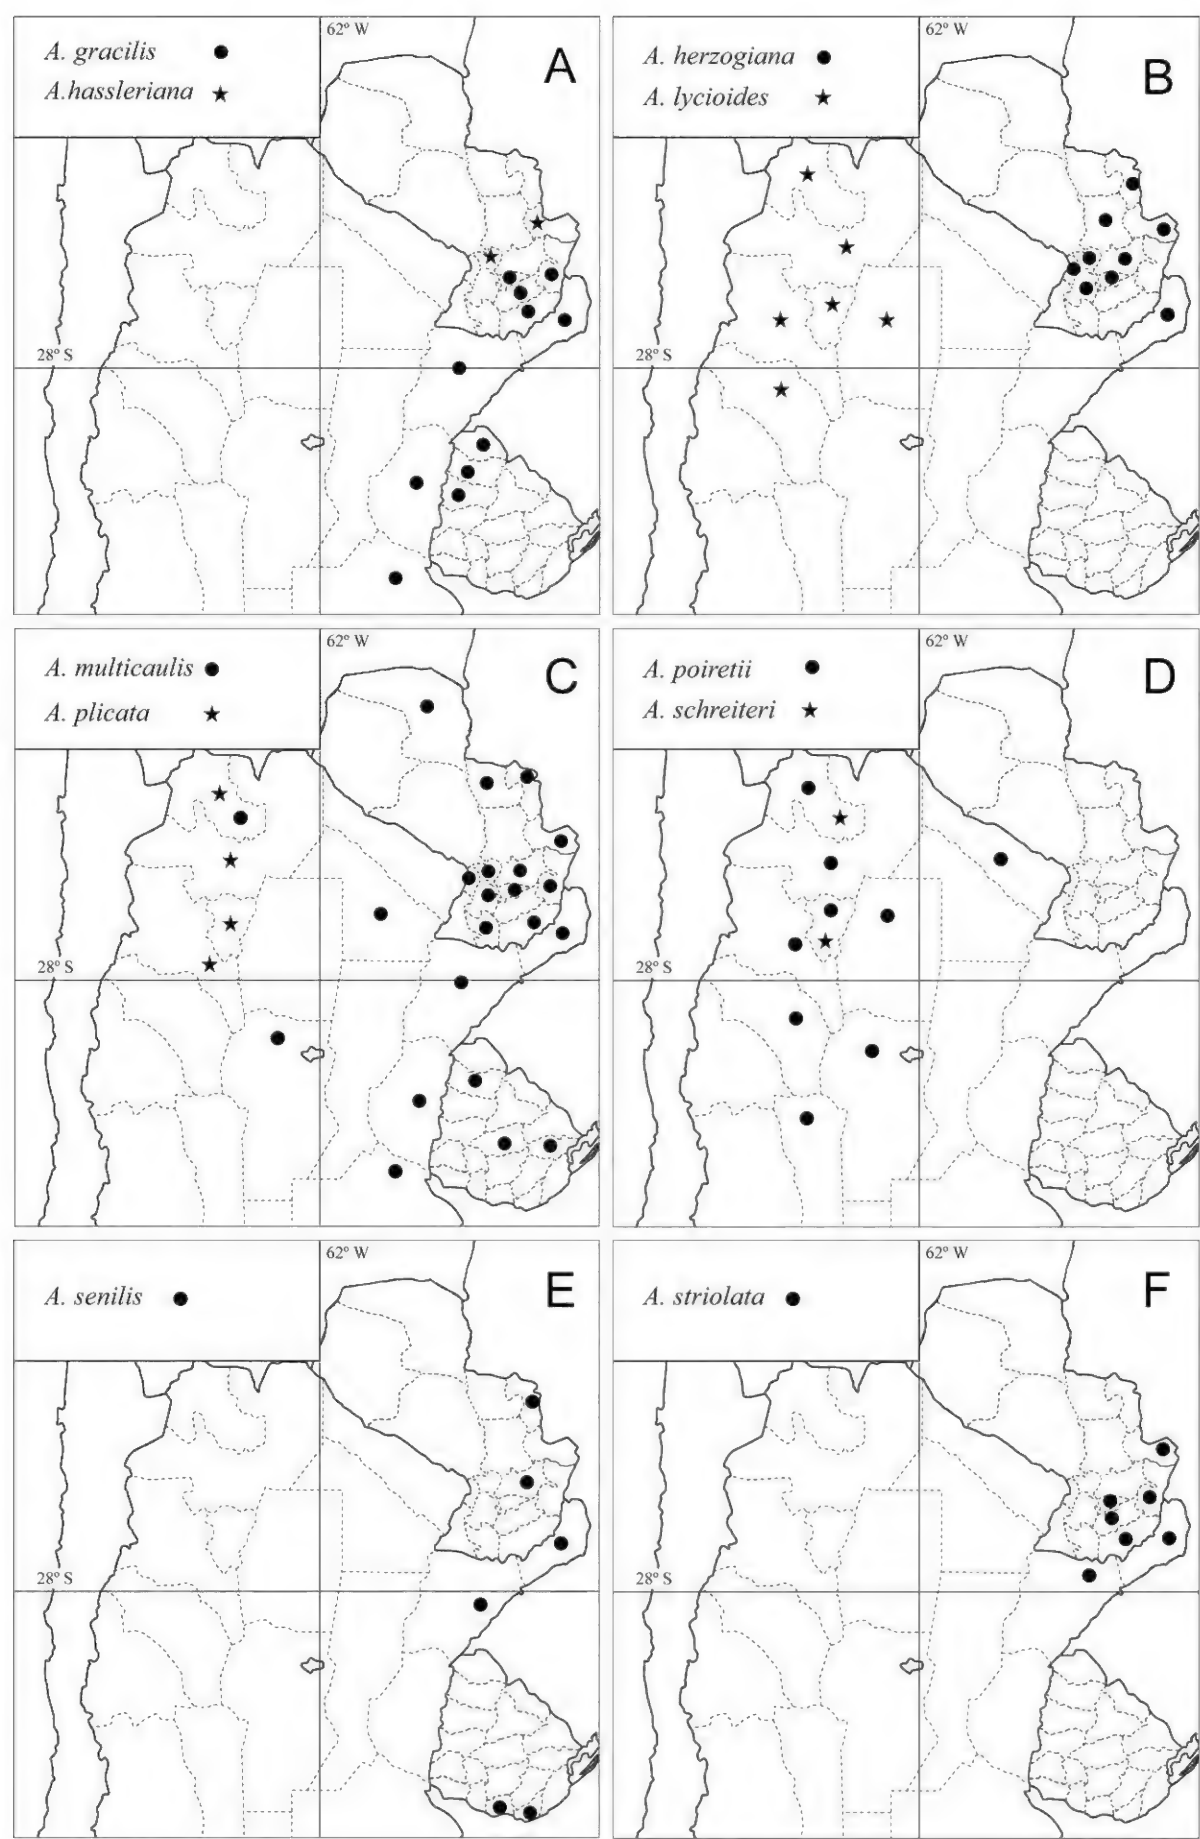 A. gracilis
A.hassleriana
62° W
A
28° S
A. herzogiana
A. lycioides
62° W
B
28° S
A. multicaulis
A. plicata
62° W
C
28° S
A. poiretii
A. schreiteri
62° W
D
28° S
A. senilis
62° W
E
28° S
A. striolata
62° W
F
28° S